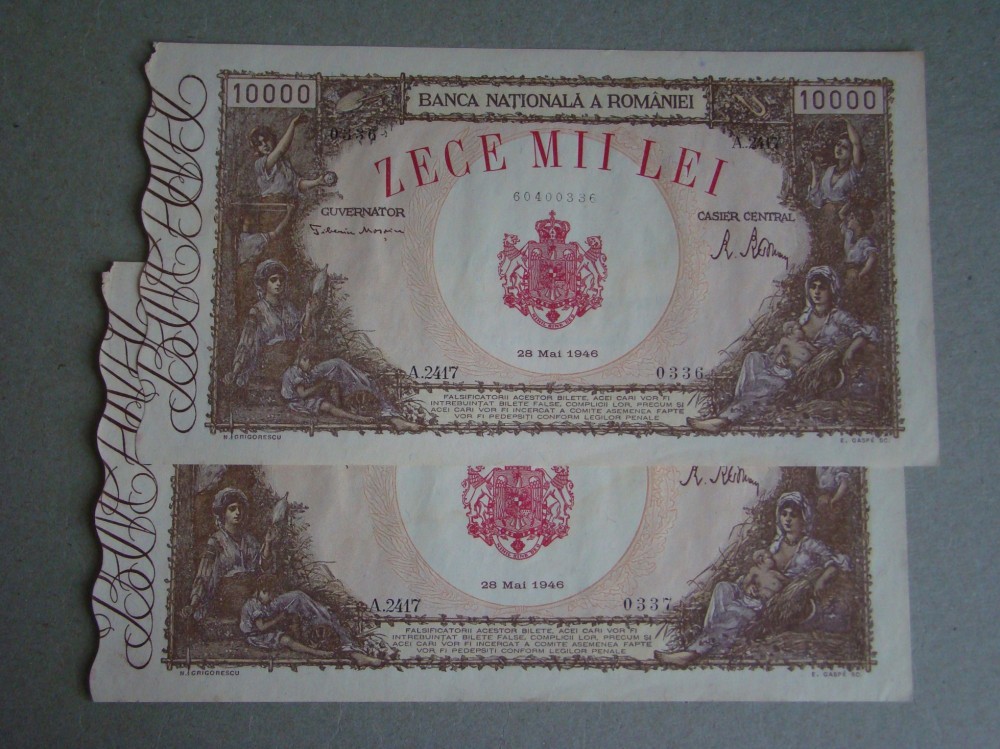 10000
BANCA NAȚIONALĂ A ROMÂNIEI
10000
0336
A.2417
ZECE MII LEI
60400336
GUVERNATOR
CASIER CENTRAL
28 Mai 1946
A.2417
0336
FALSIFICATORII ACESTOR BILETE, ACEI CARI VOR FI
INTREBUINȚAT BILETE FALSE, COMPLICII LOR, PRECUM ȘI
ACEI CARI VOR FI INCERCAT A COMITE ASEMENEA FAPTE
VOR FI PEDEPSIȚI CONFORM LEGILOR PENALE
N. GRIGORESCU
E. GASPÉ SC.
28 Mai 1946
A.2417
0337
FALSIFICATORII ACESTOR BILETE, ACEI CARI VOR FI
INTREBUINȚAT BILETE FALSE, COMPLICII LOR, PRECUM ȘI
ACEI CARI VOR FI INCERCAT A COMITE ASEMENEA FAPTE
VOR FI PEDEPSIȚI CONFORM LEGILOR PENALE
N. GRIGORESCU
E. GASPÉ SC.